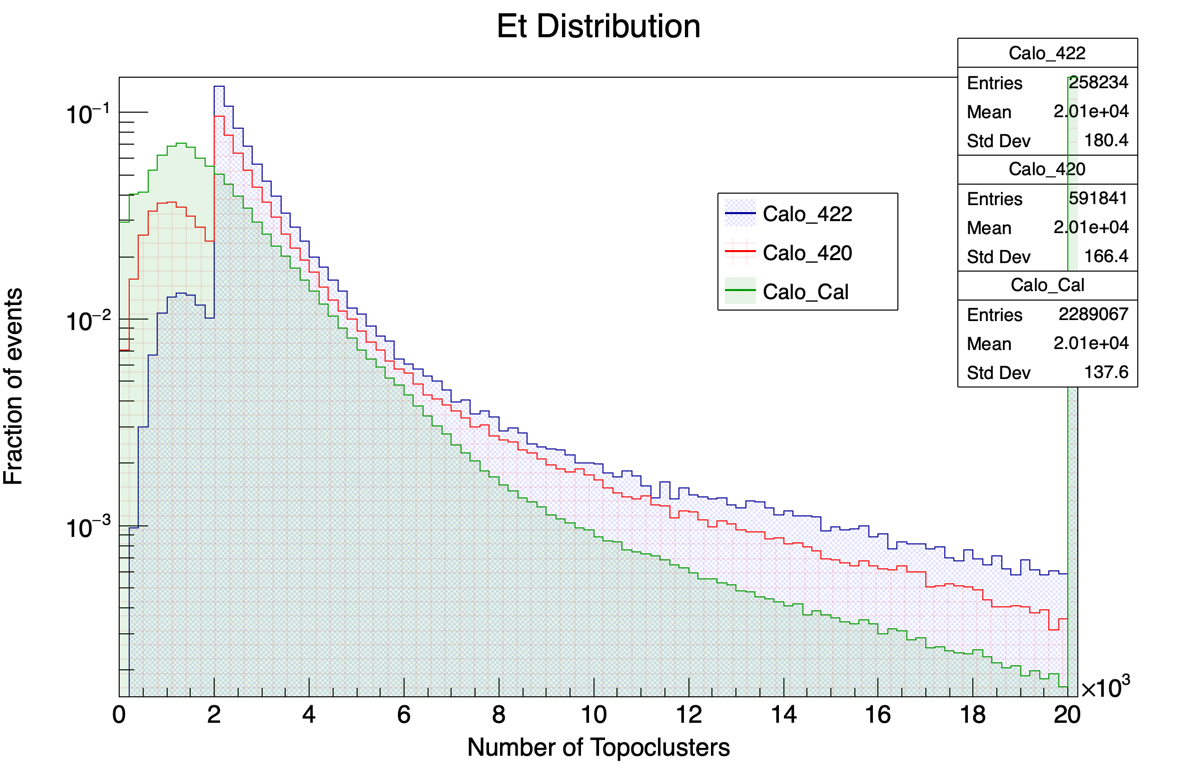 Et Distribution
Calo_422
Entries 258234
Mean 2.01e+04
Std Dev 180.4
Calo_420
Entries 591841
Mean 2.01e+04
Std Dev 166.4
Calo_Cal
Entries 2289067
Mean 2.01e+04
Std Dev 137.6
Calo_422
Calo_420
Calo_Cal
Fraction of events
10⁻¹
10⁻²
10⁻³
0 2 4 6 8 10 12 14 16 18 20
×10³
Number of Topoclusters